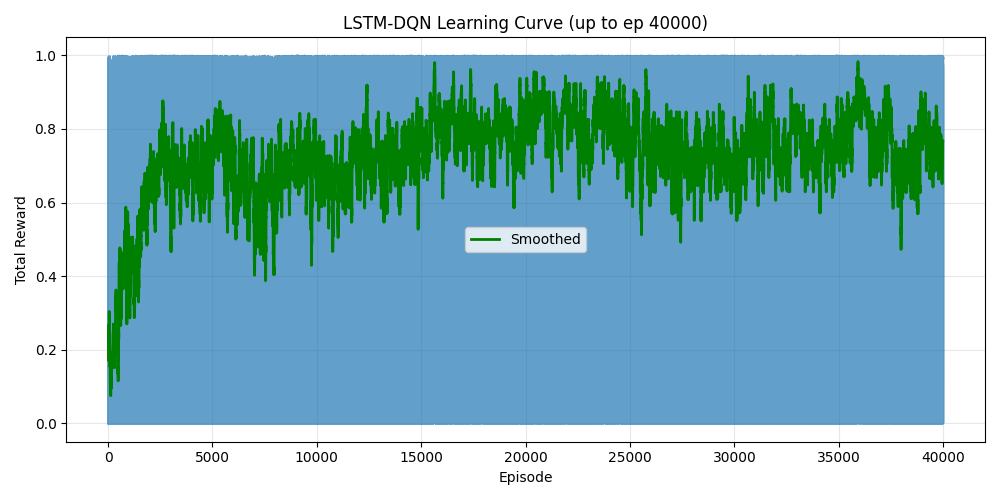 LSTM-DQN Learning Curve (up to ep 40000)
1.0
0.8
0.6
0.4
0.2
0.0
Total Reward
Smoothed
0 5000 10000 15000 20000 25000 30000 35000 40000
Episode